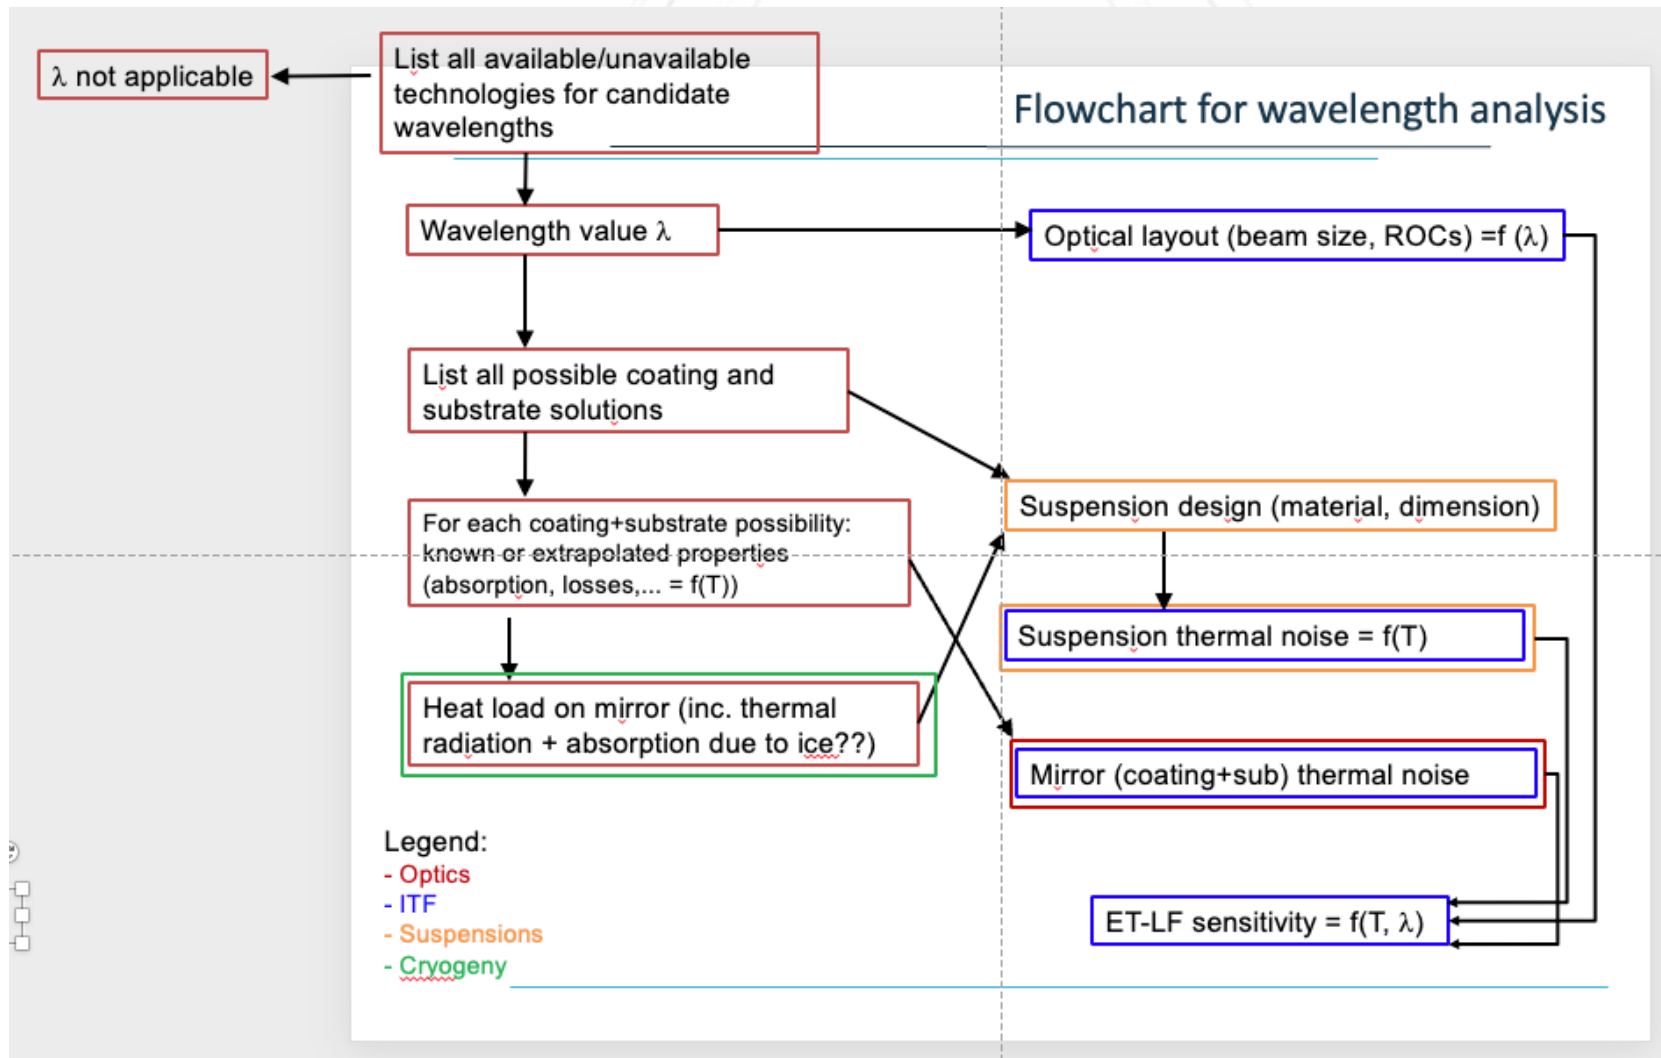 λ not applicable
List all available/unavailable
technologies for candidate
wavelengths
Flowchart for wavelength analysis
Wavelength value λ
Optical layout (beam size, ROCs) =f (λ)
List all possible coating and
substrate solutions
Suspension design (material, dimension)
For each coating+substrate possibility:
known or extrapolated properties
(absorption, losses,... = f(T))
Suspension thermal noise = f(T)
Heat load on mirror (inc. thermal
radiation + absorption due to ice??)
Mirror (coating+sub) thermal noise
Legend:
- Optics
- ITF
- Suspensions
- Cryogeny
ET-LF sensitivity = f(T, λ)